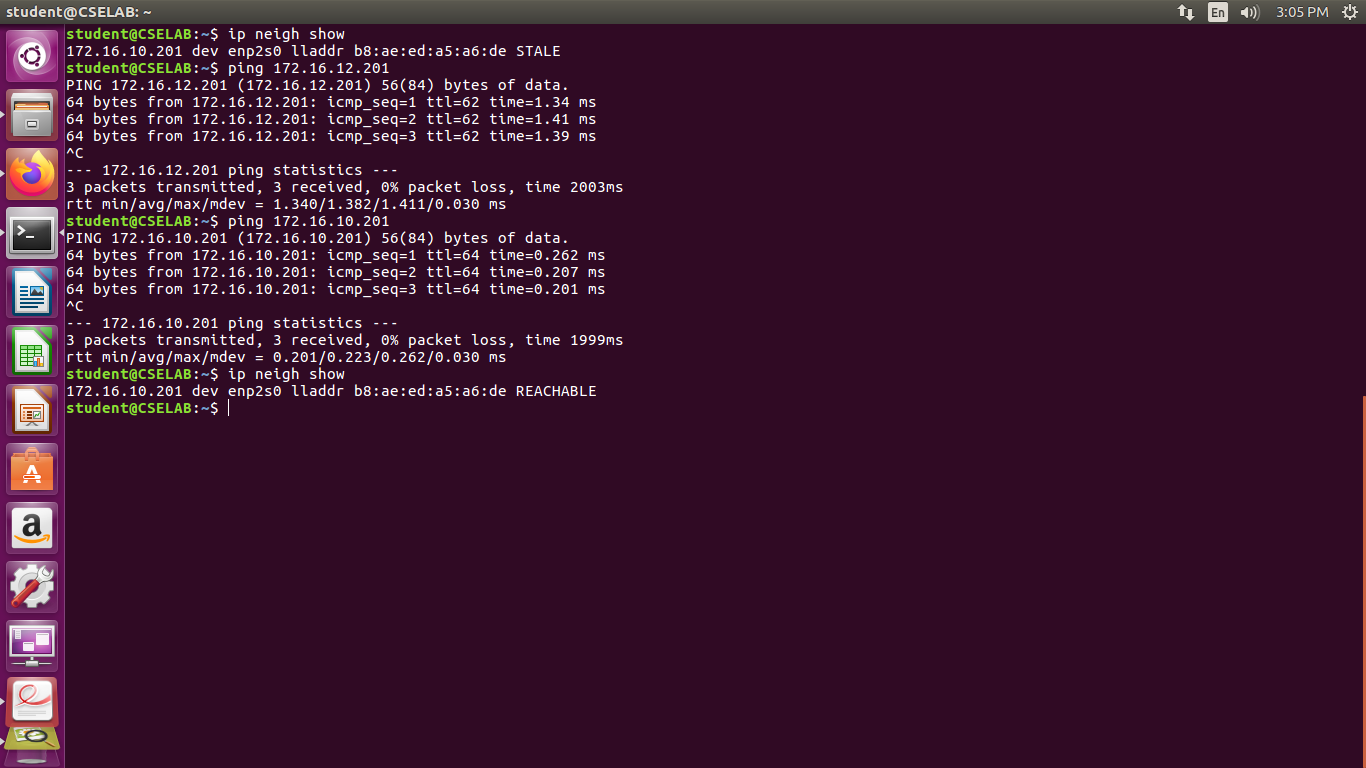 student@CSELAB: ~
En
3:05 PM
student@CSELAB:~$ ip neigh show
172.16.10.201 dev enp2s0 lladdr b8:ae:ed:a5:a6:de STALE
student@CSELAB:~$ ping 172.16.12.201
PING 172.16.12.201 (172.16.12.201) 56(84) bytes of data.
64 bytes from 172.16.12.201: icmp_seq=1 ttl=62 time=1.34 ms
64 bytes from 172.16.12.201: icmp_seq=2 ttl=62 time=1.41 ms
64 bytes from 172.16.12.201: icmp_seq=3 ttl=62 time=1.39 ms
^C
--- 172.16.12.201 ping statistics ---
3 packets transmitted, 3 received, 0% packet loss, time 2003ms
rtt min/avg/max/mdev = 1.340/1.382/1.411/0.030 ms
student@CSELAB:~$ ping 172.16.10.201
PING 172.16.10.201 (172.16.10.201) 56(84) bytes of data.
64 bytes from 172.16.10.201: icmp_seq=1 ttl=64 time=0.262 ms
64 bytes from 172.16.10.201: icmp_seq=2 ttl=64 time=0.207 ms
64 bytes from 172.16.10.201: icmp_seq=3 ttl=64 time=0.201 ms
^C
--- 172.16.10.201 ping statistics ---
3 packets transmitted, 3 received, 0% packet loss, time 1999ms
rtt min/avg/max/mdev = 0.201/0.223/0.262/0.030 ms
student@CSELAB:~$ ip neigh show
172.16.10.201 dev enp2s0 lladdr b8:ae:ed:a5:a6:de REACHABLE
student@CSELAB:~$